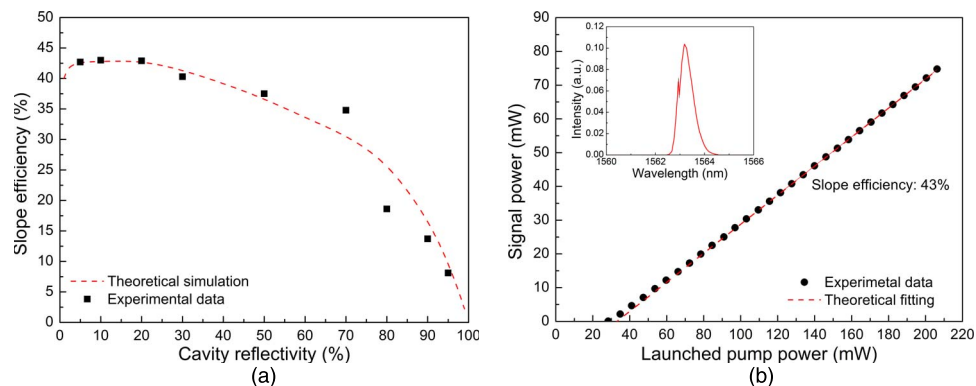 50
45
40
35
30
25
20
15
10
5
0
Slope efficiency (%)
Theoretical simulation
Experimental data
0 10 20 30 40 50 60 70 80 90 100
Cavity reflectivity (%)
(a)
90
80
70
60
50
40
30
20
10
0
Signal power (mW)
0.12
0.10
0.08
0.06
0.04
0.02
0.00
Intensity (a.u.)
1560 1562 1564 1566
Wavelength (nm)
Slope efficiency: 43%
Experimetal data
Theoretical fitting
0 20 40 60 80 100 120 140 160 180 200 220
Launched pump power (mW)
(b)